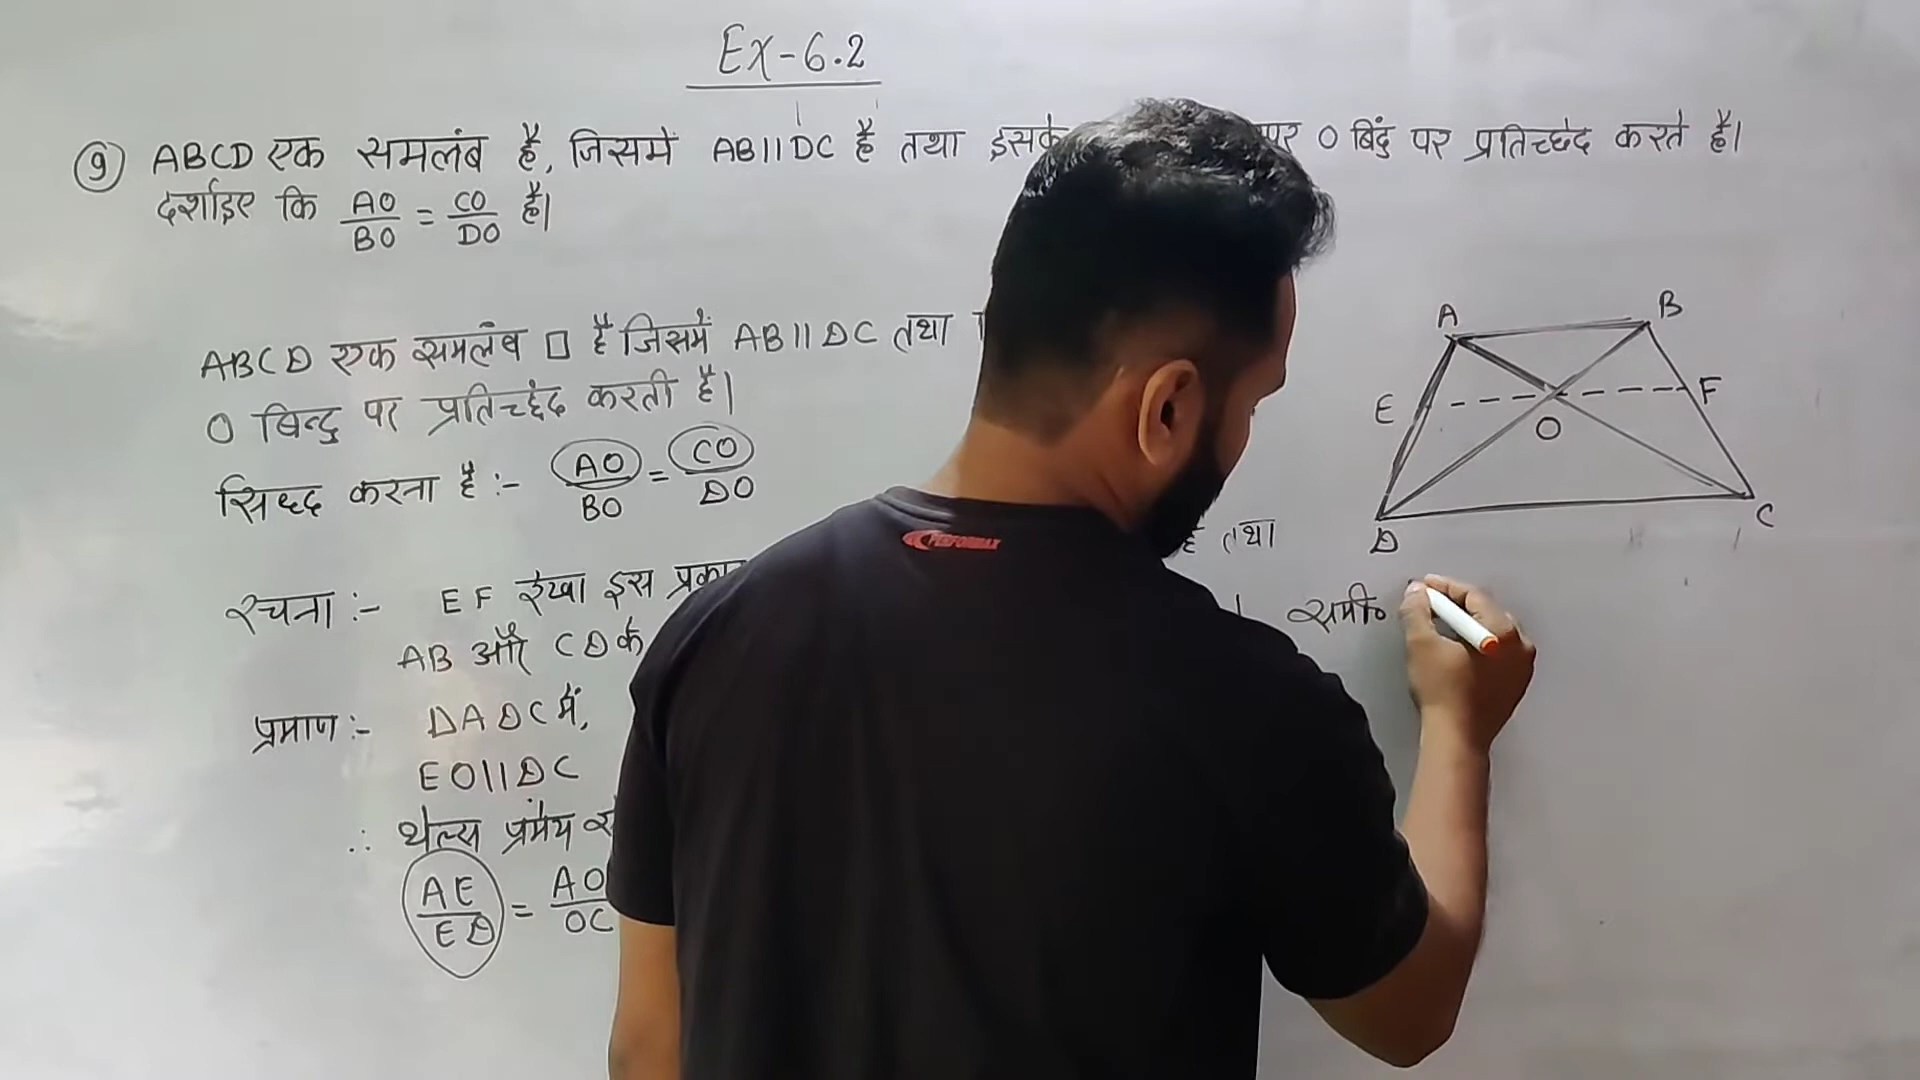 Ex-6.2
9 ABCD एक समलंब है, जिसमें AB||DC है तथा इसके पर O बिंदु पर प्रतिच्छेद करते हैं।
दर्शाइए कि AO/BO = CO/DO है।
ABCD एक समलंब □ है जिसमें AB||DC तथा
O बिन्दु पर प्रतिच्छेद करती है।
सिध्द करना है :- AO/BO = CO/DO
रचना :- EF रेखा इस प्रकार है तथा
AB और CD के
प्रमाण :- ΔADC में,
EO||DC
∴ थेल्स प्रमेय से
AE/ED = AO/OC
समी०
A
B
E
F
O
D
C